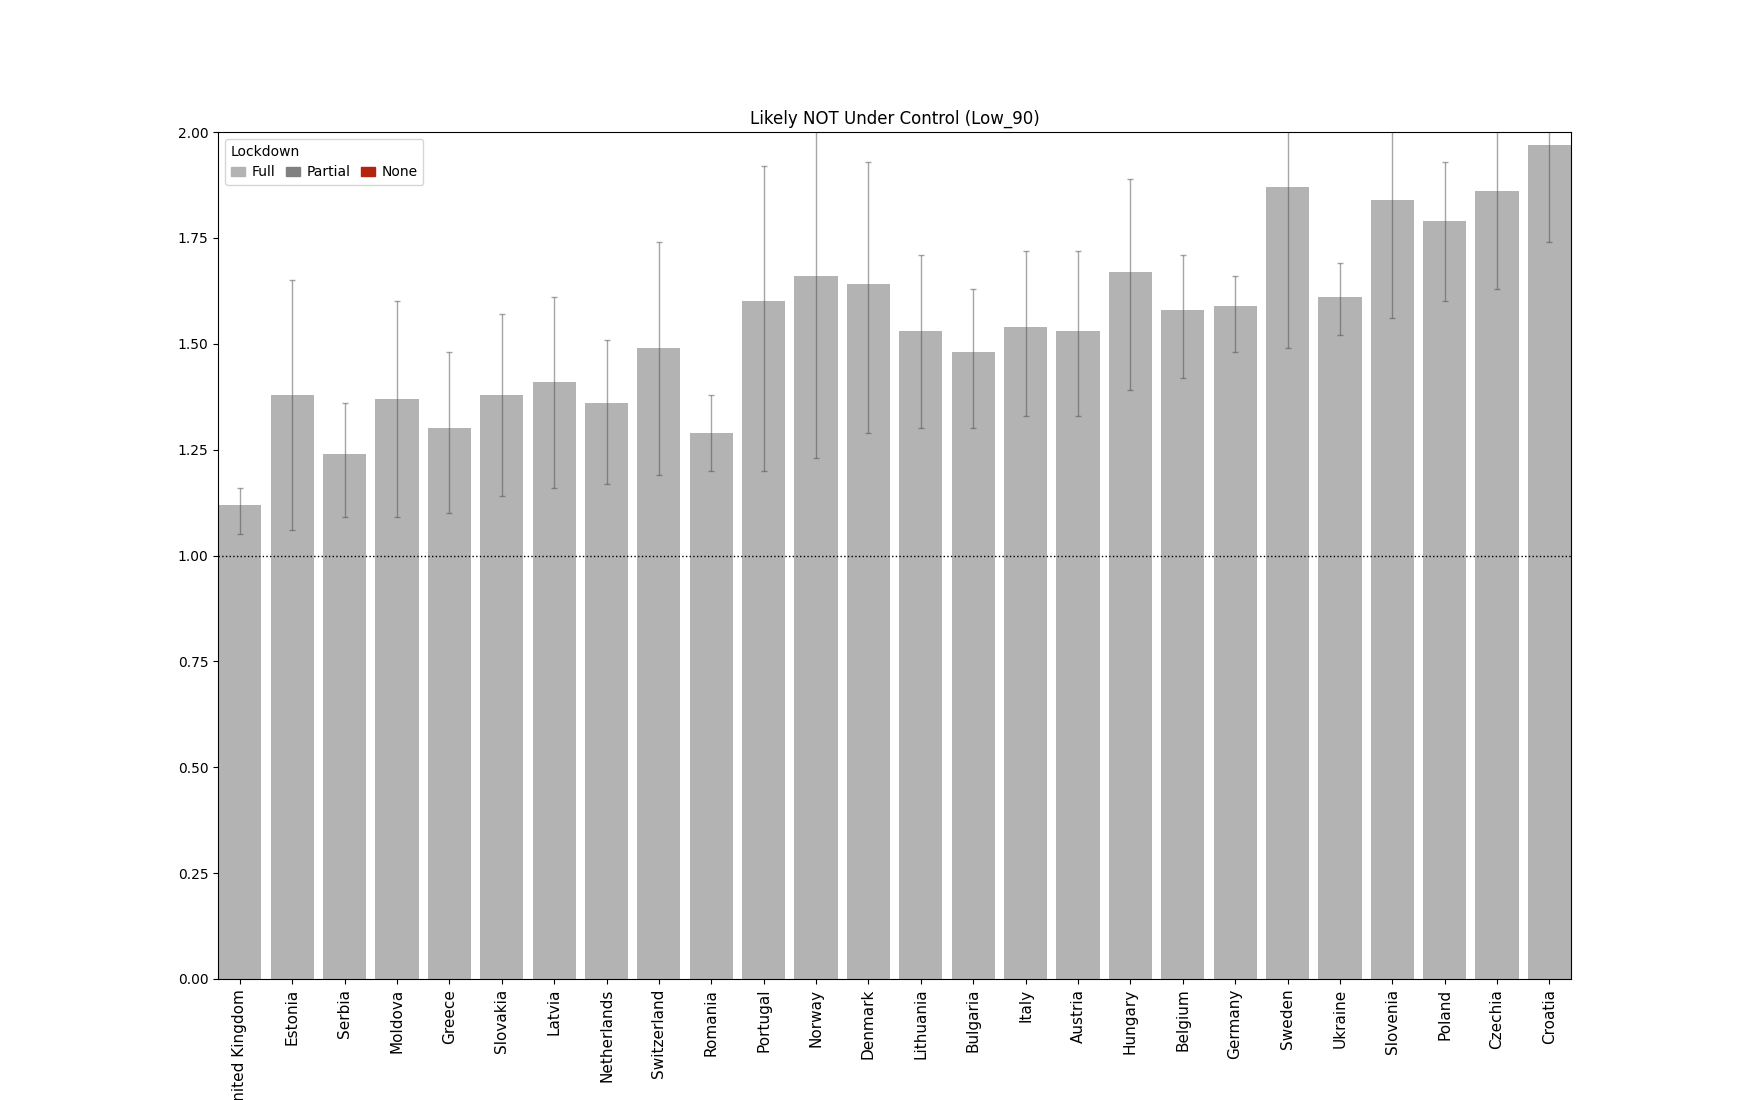 Likely NOT Under Control (Low_90)
Lockdown
Full Partial None
2.00
1.75
1.50
1.25
1.00
0.75
0.50
0.25
0.00
nited Kingdom
Estonia
Serbia
Moldova
Greece
Slovakia
Latvia
Netherlands
Switzerland
Romania
Portugal
Norway
Denmark
Lithuania
Bulgaria
Italy
Austria
Hungary
Belgium
Germany
Sweden
Ukraine
Slovenia
Poland
Czechia
Croatia